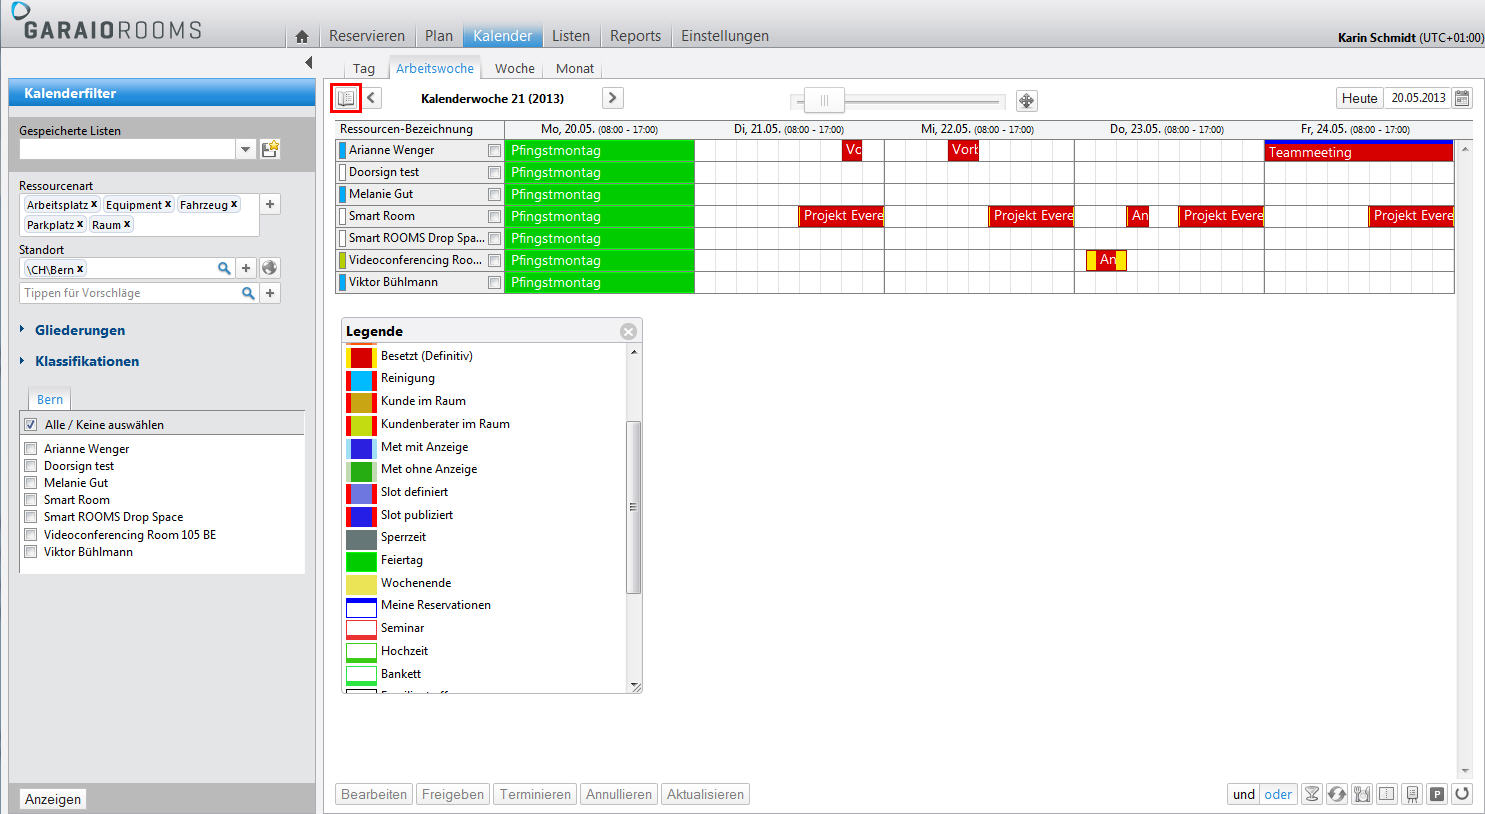 GARAIOROOMS
Reservieren Plan Kalender Listen Reports Einstellungen
Karin Schmidt (UTC+01:00)
Tag Arbeitswoche Woche Monat
Kalenderfilter
Kalenderwoche 21 (2013)
Heute 20.05.2013
Gespeicherte Listen
Ressourcenart
Arbeitsplatz x Equipment x Fahrzeug x
Parkplatz x Raum x
Standort
\CH\Bern x
Tippen für Vorschläge
Gliederungen
Klassifikationen
Bern
Alle / Keine auswählen
Arianne Wenger
Doorsign test
Melanie Gut
Smart Room
Smart ROOMS Drop Space
Videoconferencing Room 105 BE
Viktor Bühlmann
Anzeigen
Ressourcen-Bezeichnung Mo, 20.05. (08:00 - 17:00) Di, 21.05. (08:00 - 17:00) Mi, 22.05. (08:00 - 17:00) Do, 23.05. (08:00 - 17:00) Fr, 24.05. (08:00 - 17:00)
Arianne Wenger Pfingstmontag Vc Vort Teammeeting
Doorsign test Pfingstmontag
Melanie Gut Pfingstmontag
Smart Room Pfingstmontag Projekt Evere Projekt Evere An Projekt Evere Projekt Evere
Smart ROOMS Drop Spa... Pfingstmontag
Videoconferencing Roo... Pfingstmontag An
Viktor Bühlmann Pfingstmontag
Legende
Besetzt (Definitiv)
Reinigung
Kunde im Raum
Kundenberater im Raum
Met mit Anzeige
Met ohne Anzeige
Slot definiert
Slot publiziert
Sperrzeit
Feiertag
Wochenende
Meine Reservationen
Seminar
Hochzeit
Bankett
Bearbeiten Freigeben Terminieren Annullieren Aktualisieren
und oder P